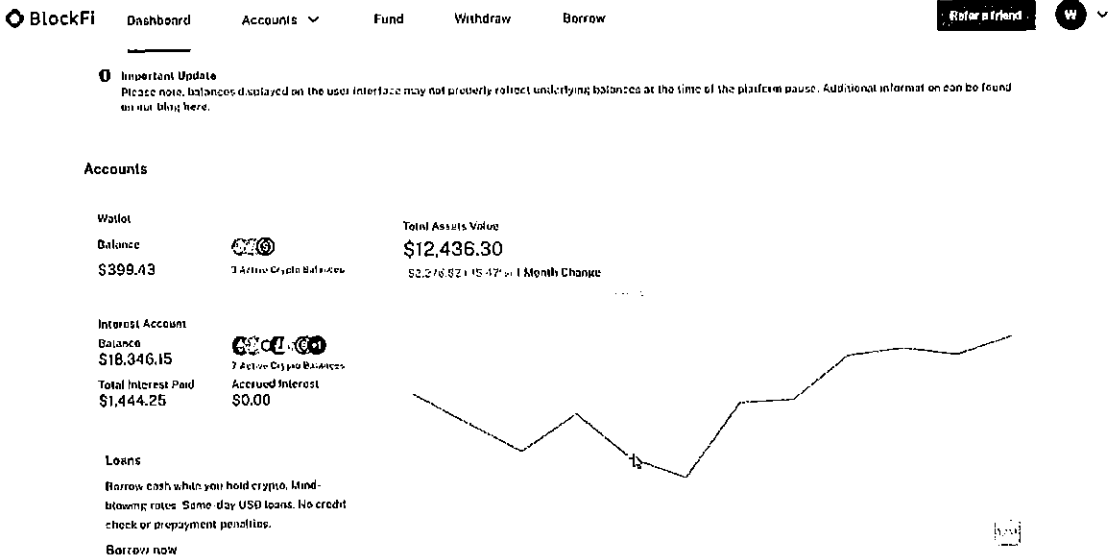 BlockFi
Dashboard
Accounts
Fund
Withdraw
Borrow
Refer a friend
W
Important Update
Please note, balances displayed on the user interface may not properly reflect underlying balances at the time of the platform pause. Additional information can be found
on our blog here.
Accounts
Wallet
Balance
$399.43
3 Active Crypto Balances
Total Assets Value
$12,436.30
1 Month Change
Interest Account
Balance
$18,346.15
7 Active Crypto Balances
Total Interest Paid
$1,444.25
Accrued Interest
$0.00
Loans
Borrow cash while you hold crypto. Mind-
blowing rates. Same-day USD loans. No credit
check or prepayment penalties.
Borrow now